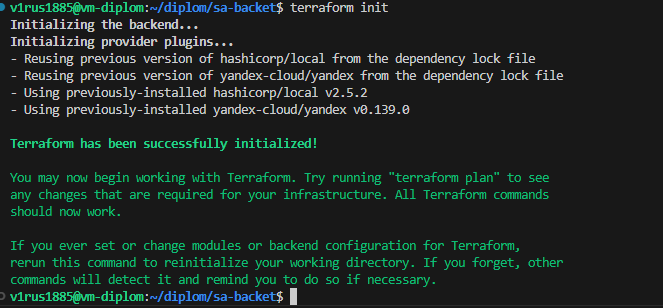 v1rus1885@vm-diplom:~/diplom/sa-backet$ terraform init
Initializing the backend...
Initializing provider plugins...
- Reusing previous version of hashicorp/local from the dependency lock file
- Reusing previous version of yandex-cloud/yandex from the dependency lock file
- Using previously-installed hashicorp/local v2.5.2
- Using previously-installed yandex-cloud/yandex v0.139.0
Terraform has been successfully initialized!
You may now begin working with Terraform. Try running "terraform plan" to see
any changes that are required for your infrastructure. All Terraform commands
should now work.
If you ever set or change modules or backend configuration for Terraform,
rerun this command to reinitialize your working directory. If you forget, other
commands will detect it and remind you to do so if necessary.
v1rus1885@vm-diplom:~/diplom/sa-backet$